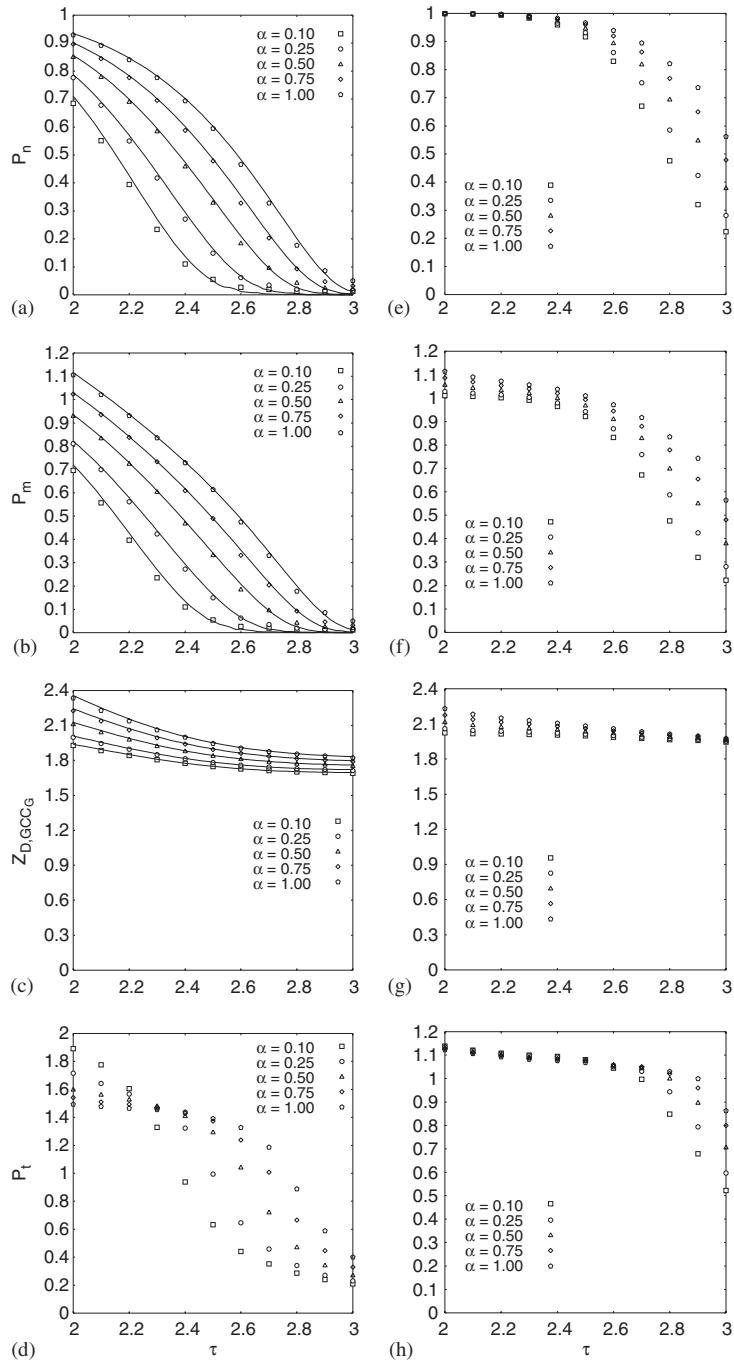 1
0.9
0.8
0.7
0.6
0.5
0.4
0.3
0.2
0.1
0
P_n
α = 0.10
α = 0.25
α = 0.50
α = 0.75
α = 1.00
(a)
2 2.2 2.4 2.6 2.8 3
1
0.9
0.8
0.7
0.6
0.5
0.4
0.3
0.2
0.1
0
α = 0.10
α = 0.25
α = 0.50
α = 0.75
α = 1.00
(e)
2 2.2 2.4 2.6 2.8 3
1.2
1.1
1
0.9
0.8
0.7
0.6
0.5
0.4
0.3
0.2
0.1
0
P_m
α = 0.10
α = 0.25
α = 0.50
α = 0.75
α = 1.00
(b)
2 2.2 2.4 2.6 2.8 3
1.2
1.1
1
0.9
0.8
0.7
0.6
0.5
0.4
0.3
0.2
0.1
0
α = 0.10
α = 0.25
α = 0.50
α = 0.75
α = 1.00
(f)
2 2.2 2.4 2.6 2.8 3
2.4
2.1
1.8
1.5
1.2
0.9
0.6
0.3
0
Z_D,GCC_G
α = 0.10
α = 0.25
α = 0.50
α = 0.75
α = 1.00
(c)
2 2.2 2.4 2.6 2.8 3
2.4
2.1
1.8
1.5
1.2
0.9
0.6
0.3
0
α = 0.10
α = 0.25
α = 0.50
α = 0.75
α = 1.00
(g)
2 2.2 2.4 2.6 2.8 3
2
1.8
1.6
1.4
1.2
1
0.8
0.6
0.4
0.2
0
P_t
α = 0.10
α = 0.25
α = 0.50
α = 0.75
α = 1.00
(d)
2 2.2 2.4 2.6 2.8 3
τ
1.2
1.1
1
0.9
0.8
0.7
0.6
0.5
0.4
0.3
0.2
0.1
0
α = 0.10
α = 0.25
α = 0.50
α = 0.75
α = 1.00
(h)
2 2.2 2.4 2.6 2.8 3
τ